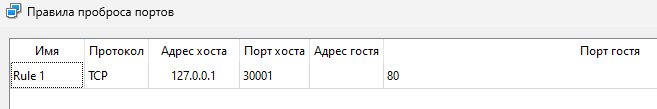 Правила проброса портов
Имя Протокол Адрес хоста Порт хоста Адрес гостя Порт гостя
Rule 1 TCP 127.0.0.1 30001 80